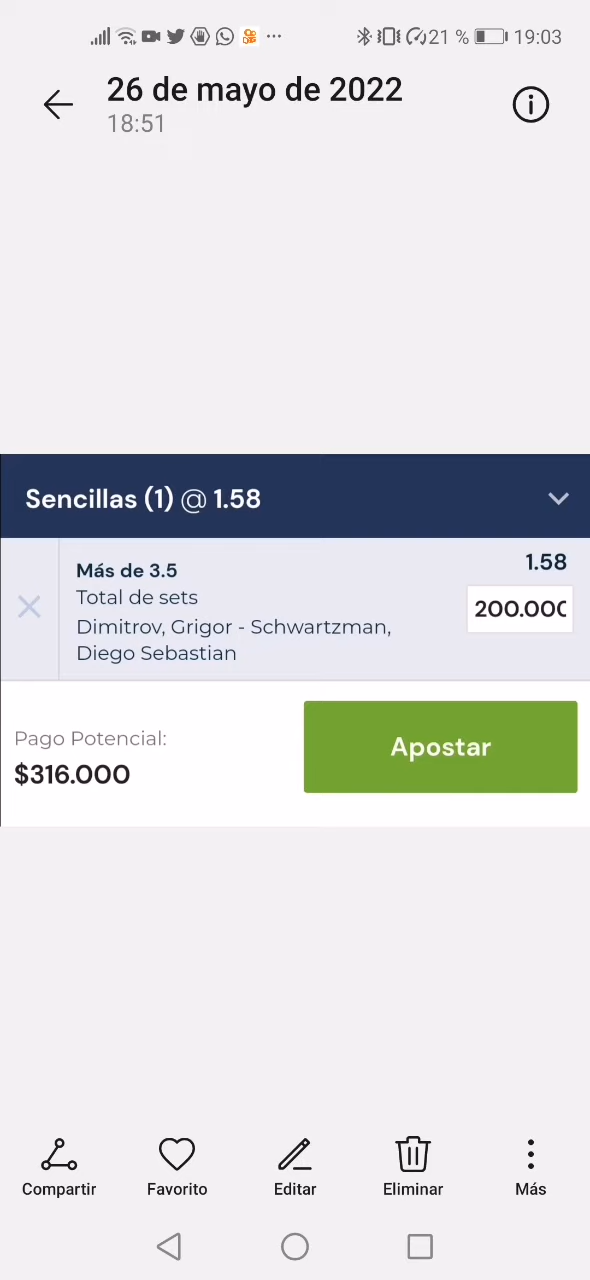 21 % 19:03
26 de mayo de 2022
18:51
Sencillas (1) @ 1.58
Más de 3.5
1.58
Total de sets
200.000
Dimitrov, Grigor - Schwartzman,
Diego Sebastian
Pago Potencial:
$316.000
Apostar
Compartir
Favorito
Editar
Eliminar
Más